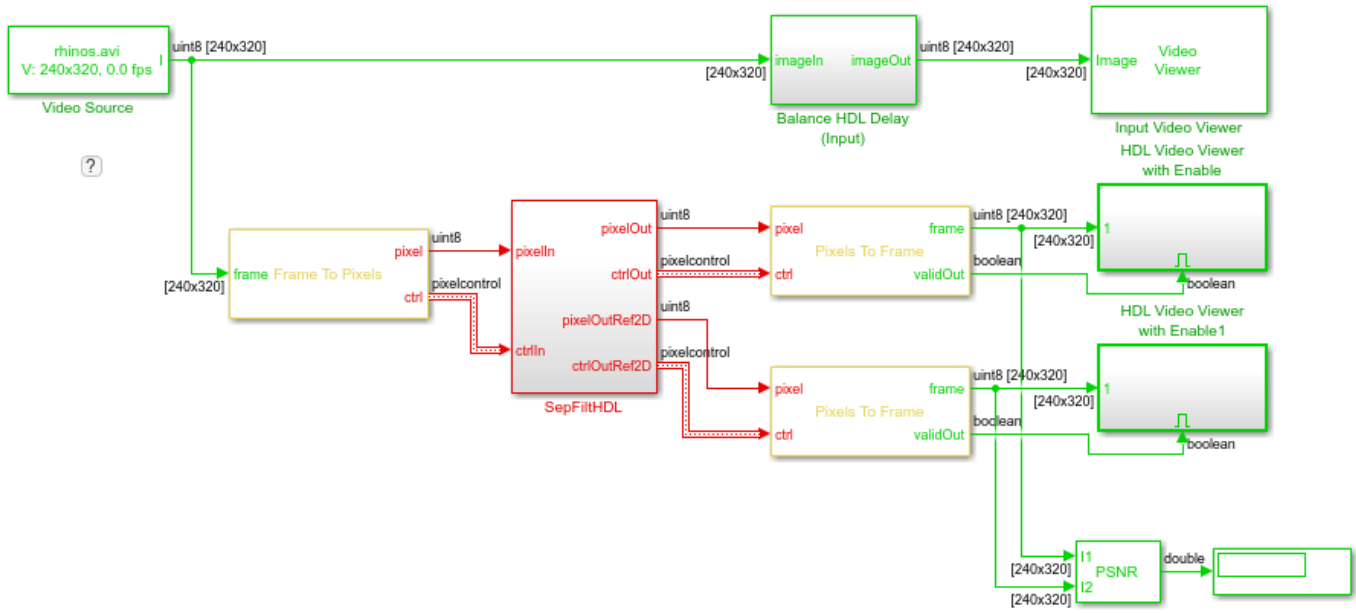 rhinos.avi
V: 240x320, 0.0 fps
I
Video Source
uint8 [240x320]
[240x320]
imageIn
imageOut
Balance HDL Delay
(Input)
uint8 [240x320]
[240x320]
Image
Video
Viewer
Input Video Viewer
?
[240x320]
frame
Frame To Pixels
pixel
ctrl
uint8
pixelcontrol
pixelIn
ctrlIn
pixelOut
ctrlOut
pixelOutRef2D
ctrlOutRef2D
SepFiltHDL
uint8
pixelcontrol
uint8
pixelcontrol
pixel
ctrl
Pixels To Frame
frame
validOut
uint8 [240x320]
[240x320]
boolean
HDL Video Viewer
with Enable
1
boolean
pixel
ctrl
Pixels To Frame
frame
validOut
uint8 [240x320]
[240x320]
boolean
HDL Video Viewer
with Enable1
1
boolean
[240x320]
[240x320]
I1
I2
PSNR
double